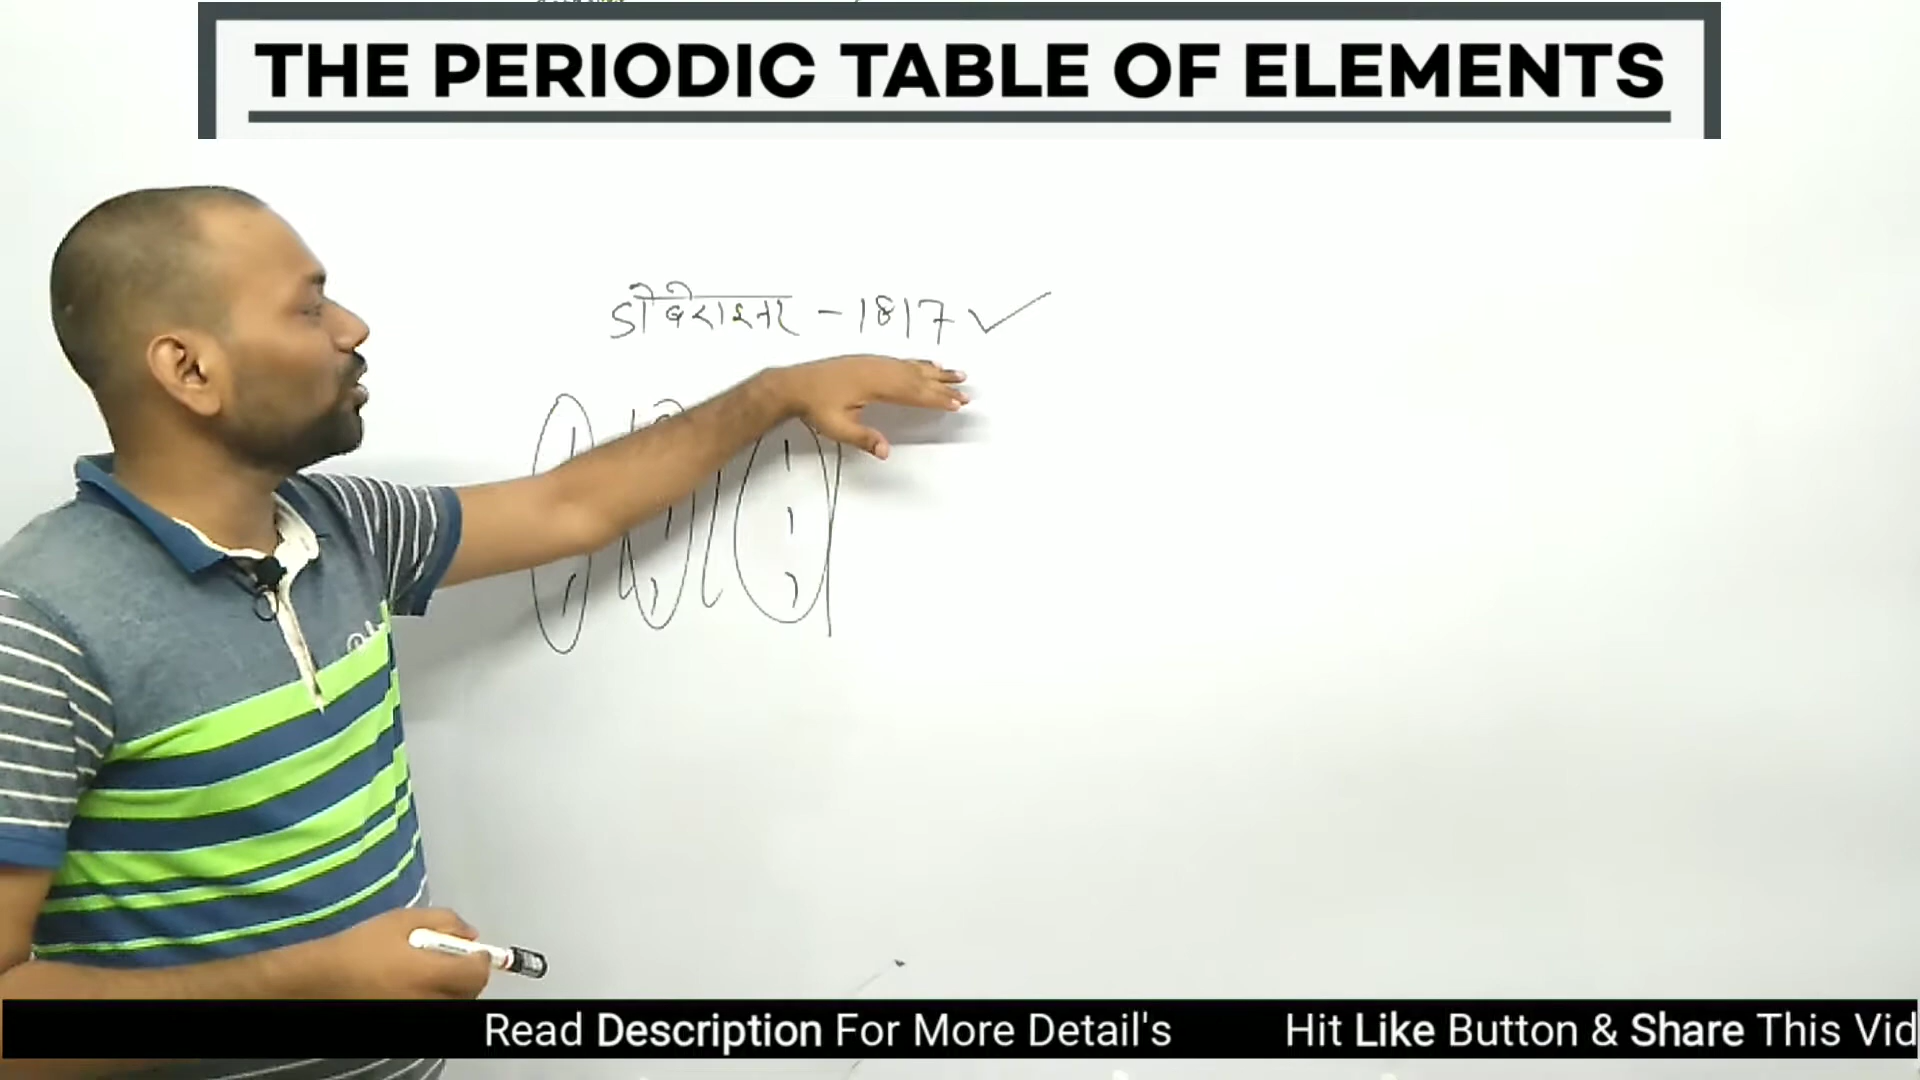 THE PERIODIC TABLE OF ELEMENTS
डोबेराइनर - 1817 ✓
Read Description For More Detail's Hit Like Button & Share This Vid